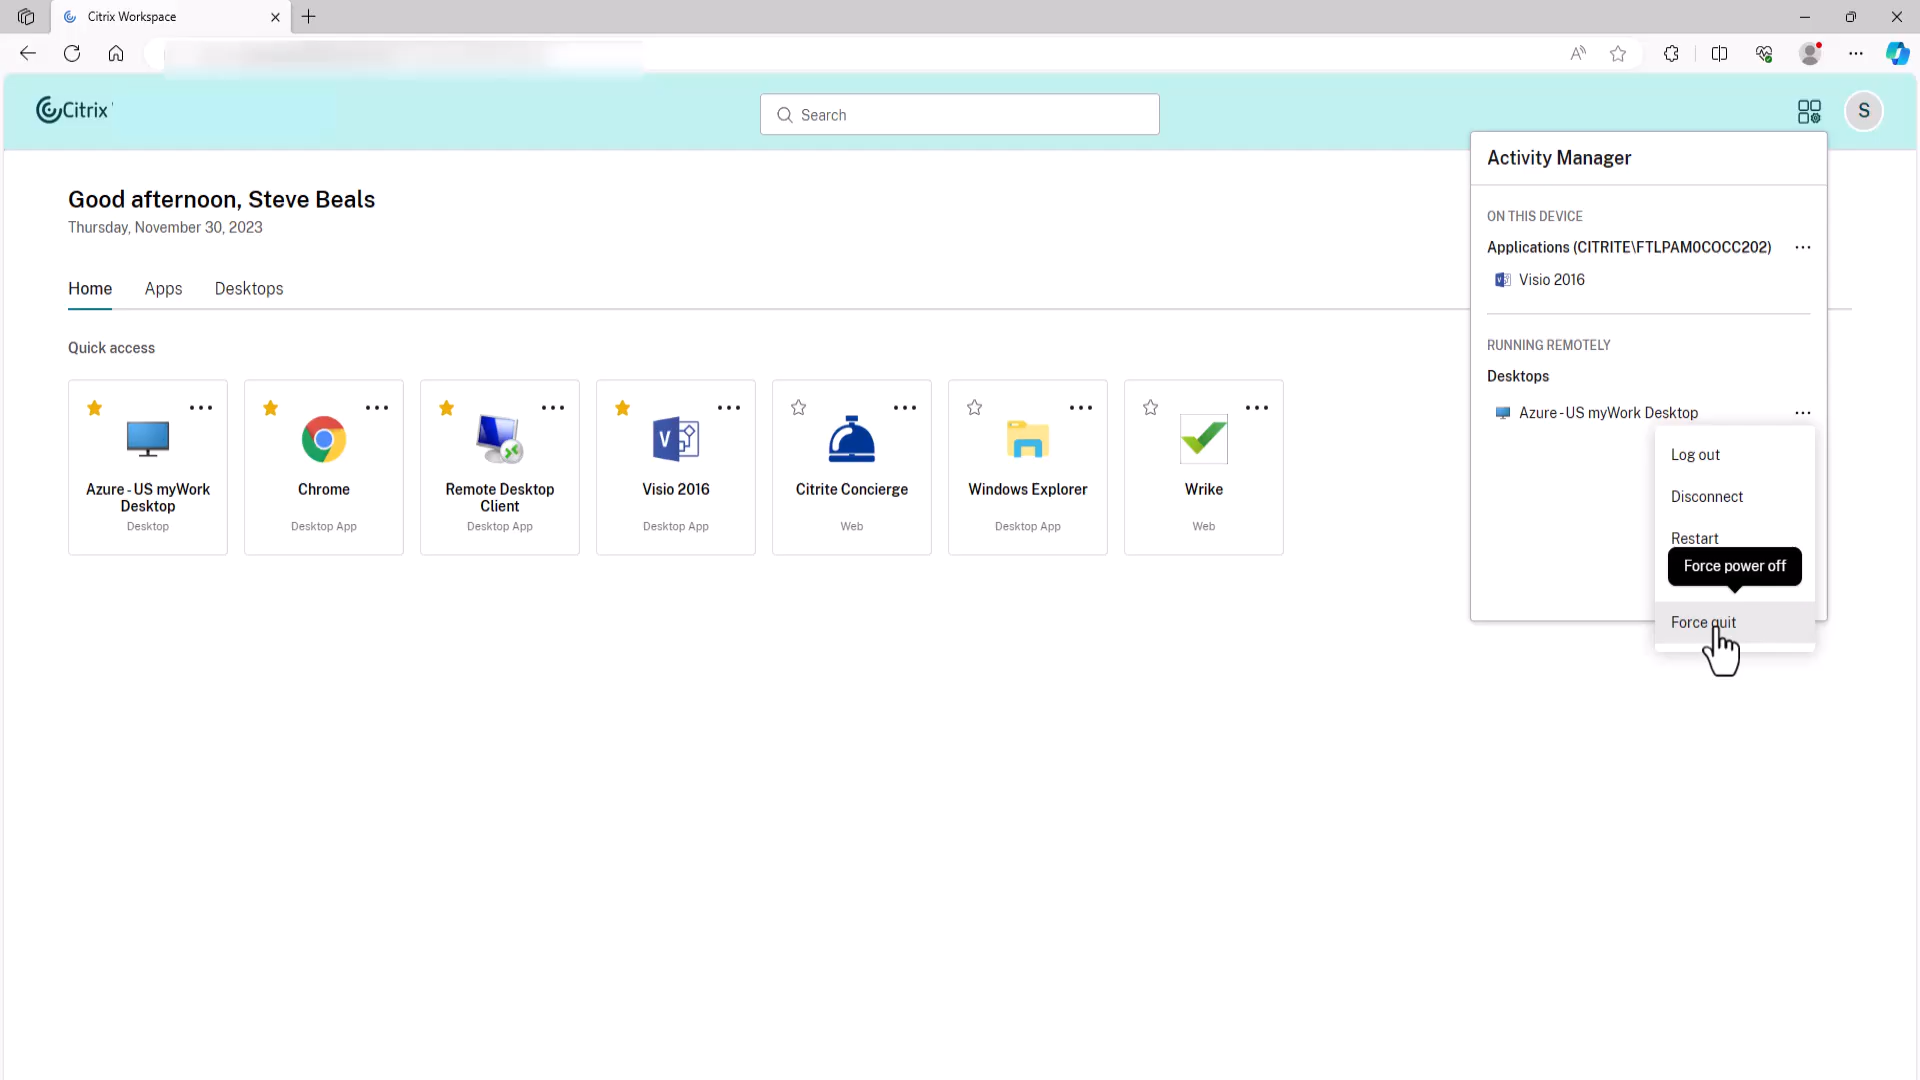 Citrix Workspace
Citrix
Search
S
Activity Manager
Good afternoon, Steve Beals
Thursday, November 30, 2023
Home
Apps
Desktops
ON THIS DEVICE
Applications (CITRITE\FTLPAM0COCC202)
Visio 2016
RUNNING REMOTELY
Desktops
Azure - US myWork Desktop
Log out
Disconnect
Restart
Force power off
Force quit
Quick access
Azure - US myWork
Desktop
Desktop
Chrome
Desktop App
Remote Desktop
Client
Desktop App
V
Visio 2016
Desktop App
Citrite Concierge
Web
Windows Explorer
Desktop App
Wrike
Web